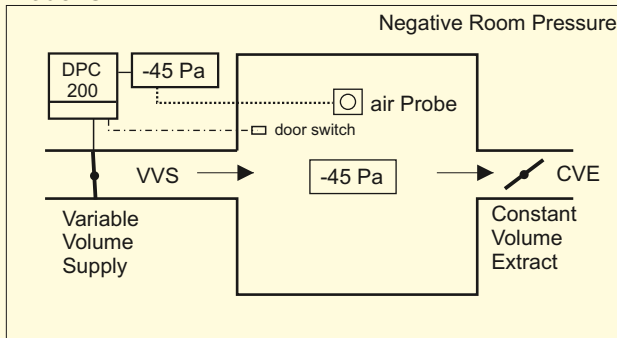 Negative Room Pressure
DPC
200
-45 Pa
air Probe
door switch
VVS
-45 Pa
CVE
Variable
Volume
Supply
Constant
Volume
Extract